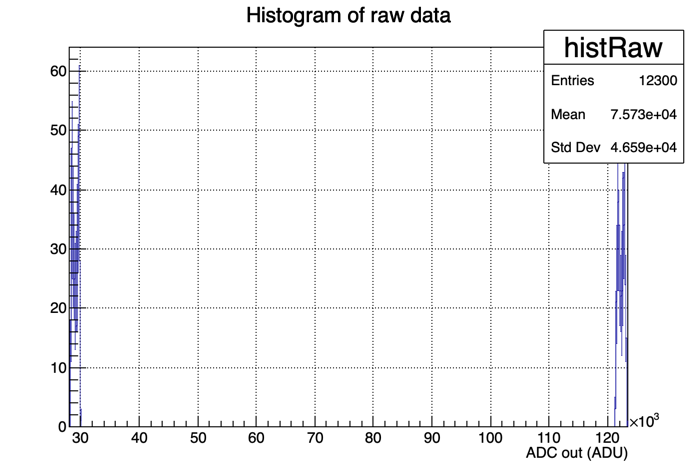 Histogram of raw data
histRaw
Entries 12300
Mean 7.573e+04
Std Dev 4.659e+04
60
50
40
30
20
10
0
30 40 50 60 70 80 90 100 110 120
×10³
ADC out (ADU)